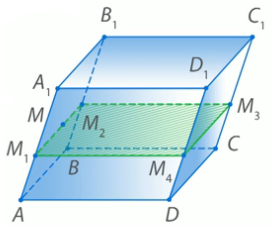 B₁ C₁
A₁ D₁
M M₂ M₃
M₁ B M₄ C
A D